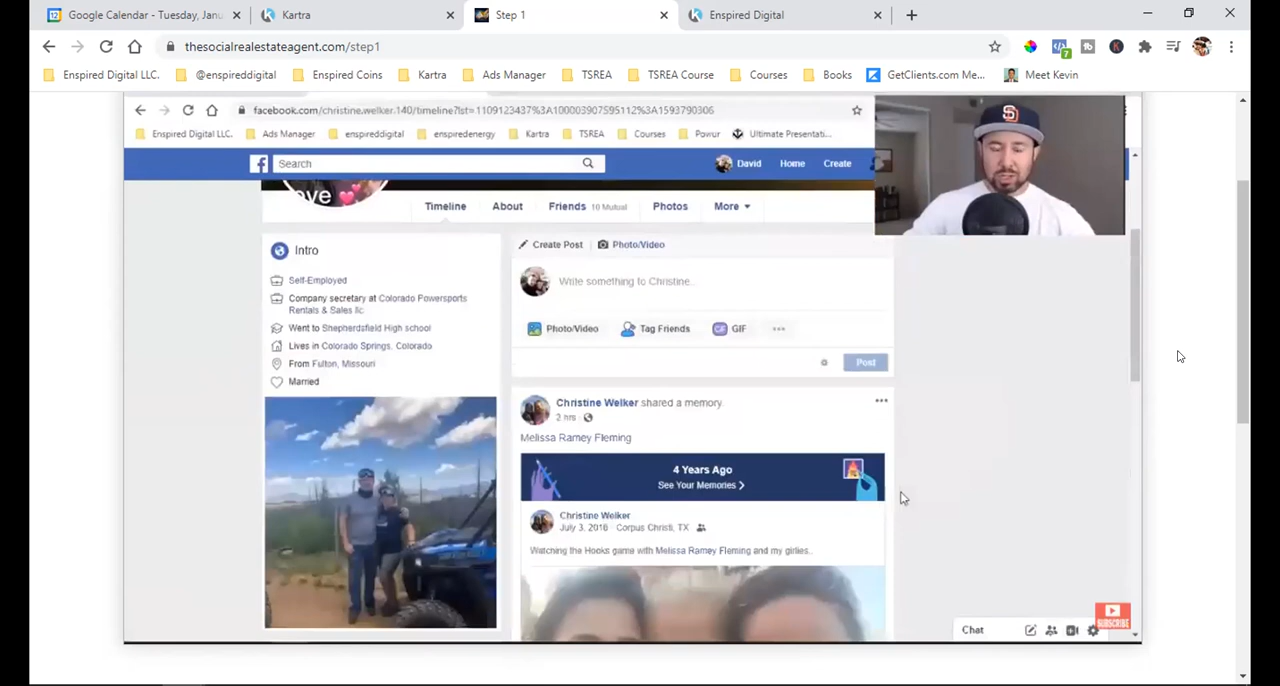 Google Calendar - Tuesday, Janu
Kartra
Step 1
Enspired Digital
thesocialrealestateagent.com/step1
7
Enspired Digital LLC.
@enspireddigital
Enspired Coins
Kartra
Ads Manager
TSREA
TSREA Course
Courses
Books
GetClients.com Me...
Meet Kevin
facebook.com/christine.welker.140/timeline?lst=1109123437%3A100003907595112%3A1593790306
Enspired Digital LLC.
Ads Manager
enspireddigital
enspiredenergy
Kartra
TSREA
Courses
Powur
Ultimate Presentati...
Search
David
Home
Create
ove
Timeline
About
Friends 10 Mutual
Photos
More
Intro
Self-Employed
Company secretary at Colorado Powersports
Rentals & Sales llc.
Went to Shepherdsfield High school
Lives in Colorado Springs, Colorado
From Fulton, Missouri
Married
Create Post
Photo/Video
Write something to Christine...
Photo/Video
Tag Friends
GIF
Post
Christine Welker shared a memory.
2 hrs ·
Melissa Ramey Fleming
4 Years Ago
See Your Memories
Christine Welker
July 3, 2016 · Corpus Christi, TX
Watching the Hooks game with Melissa Ramey Fleming and my girlies..
Chat
SUBSCRIBE